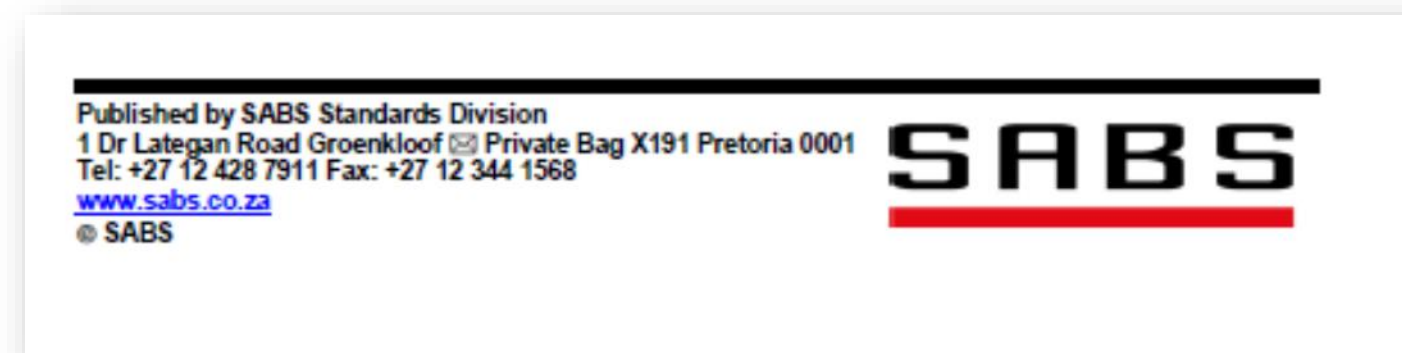 Published by SABS Standards Division
1 Dr Lategan Road Groenkloof ✉ Private Bag X191 Pretoria 0001
Tel: +27 12 428 7911 Fax: +27 12 344 1568
www.sabs.co.za
© SABS
SABS